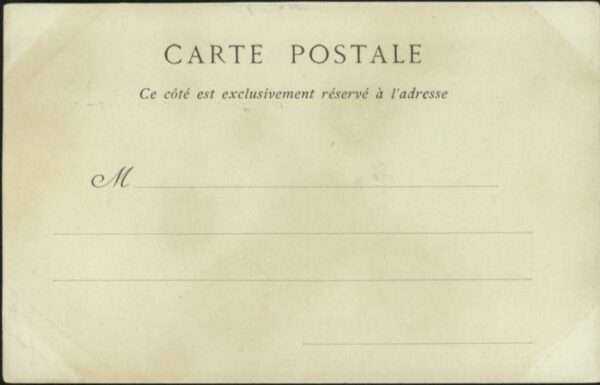 CARTE POSTALE
Ce côté est exclusivement réservé à l'adresse
M